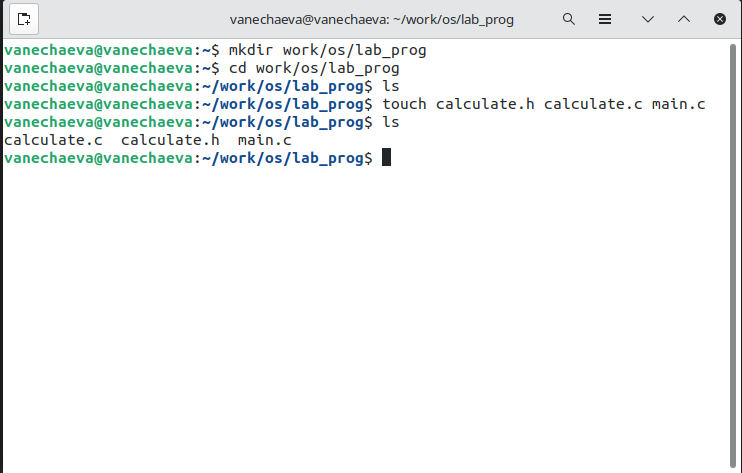 vanechaeva@vanechaeva: ~/work/os/lab_prog
vanechaeva@vanechaeva:~$ mkdir work/os/lab_prog
vanechaeva@vanechaeva:~$ cd work/os/lab_prog
vanechaeva@vanechaeva:~/work/os/lab_prog$ ls
vanechaeva@vanechaeva:~/work/os/lab_prog$ touch calculate.h calculate.c main.c
vanechaeva@vanechaeva:~/work/os/lab_prog$ ls
calculate.c  calculate.h  main.c
vanechaeva@vanechaeva:~/work/os/lab_prog$